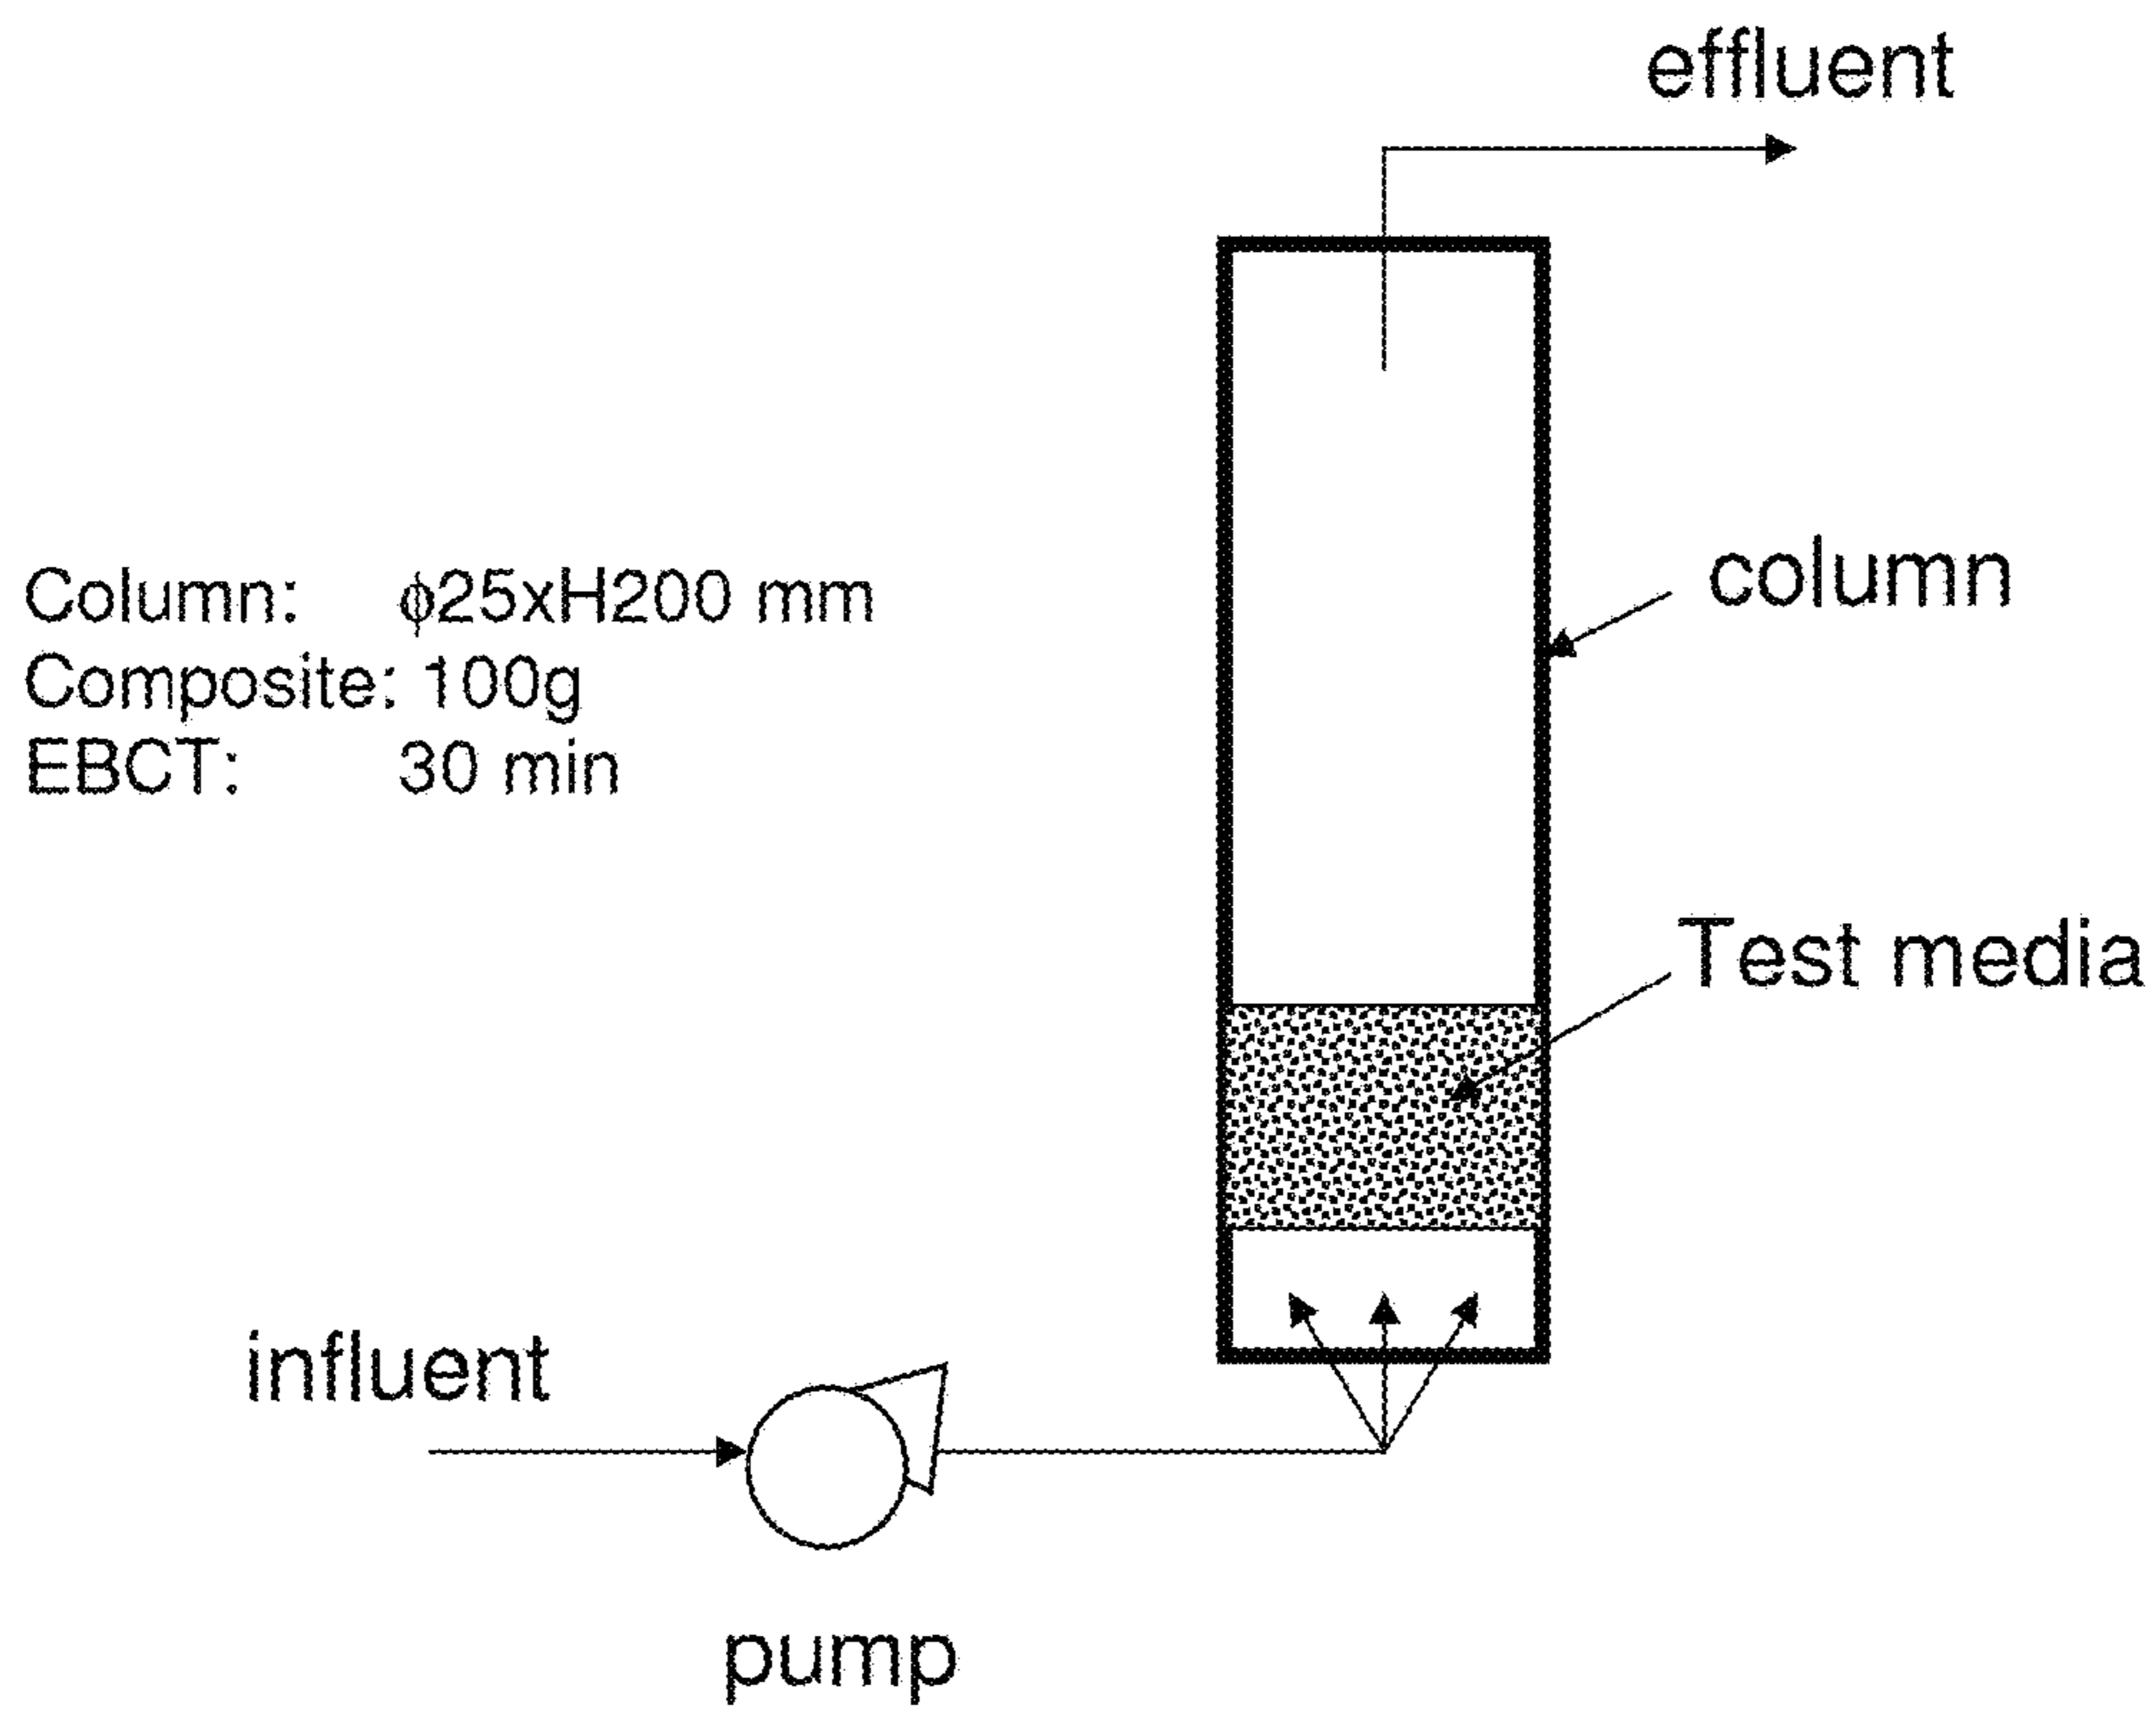 effluent
Column: ϕ25xH200 mm
Composite: 100g
EBCT: 30 min
column
Test media
influent
pump